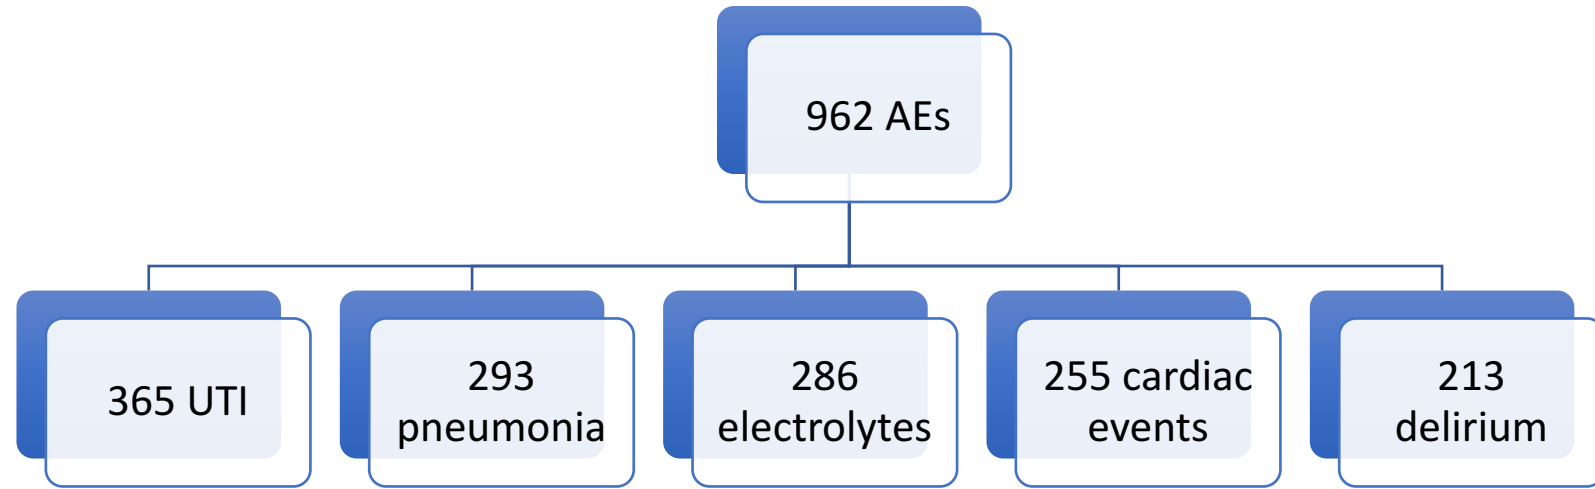 962 AEs
365 UTI
293
pneumonia
286
electrolytes
255 cardiac
events
213
delirium